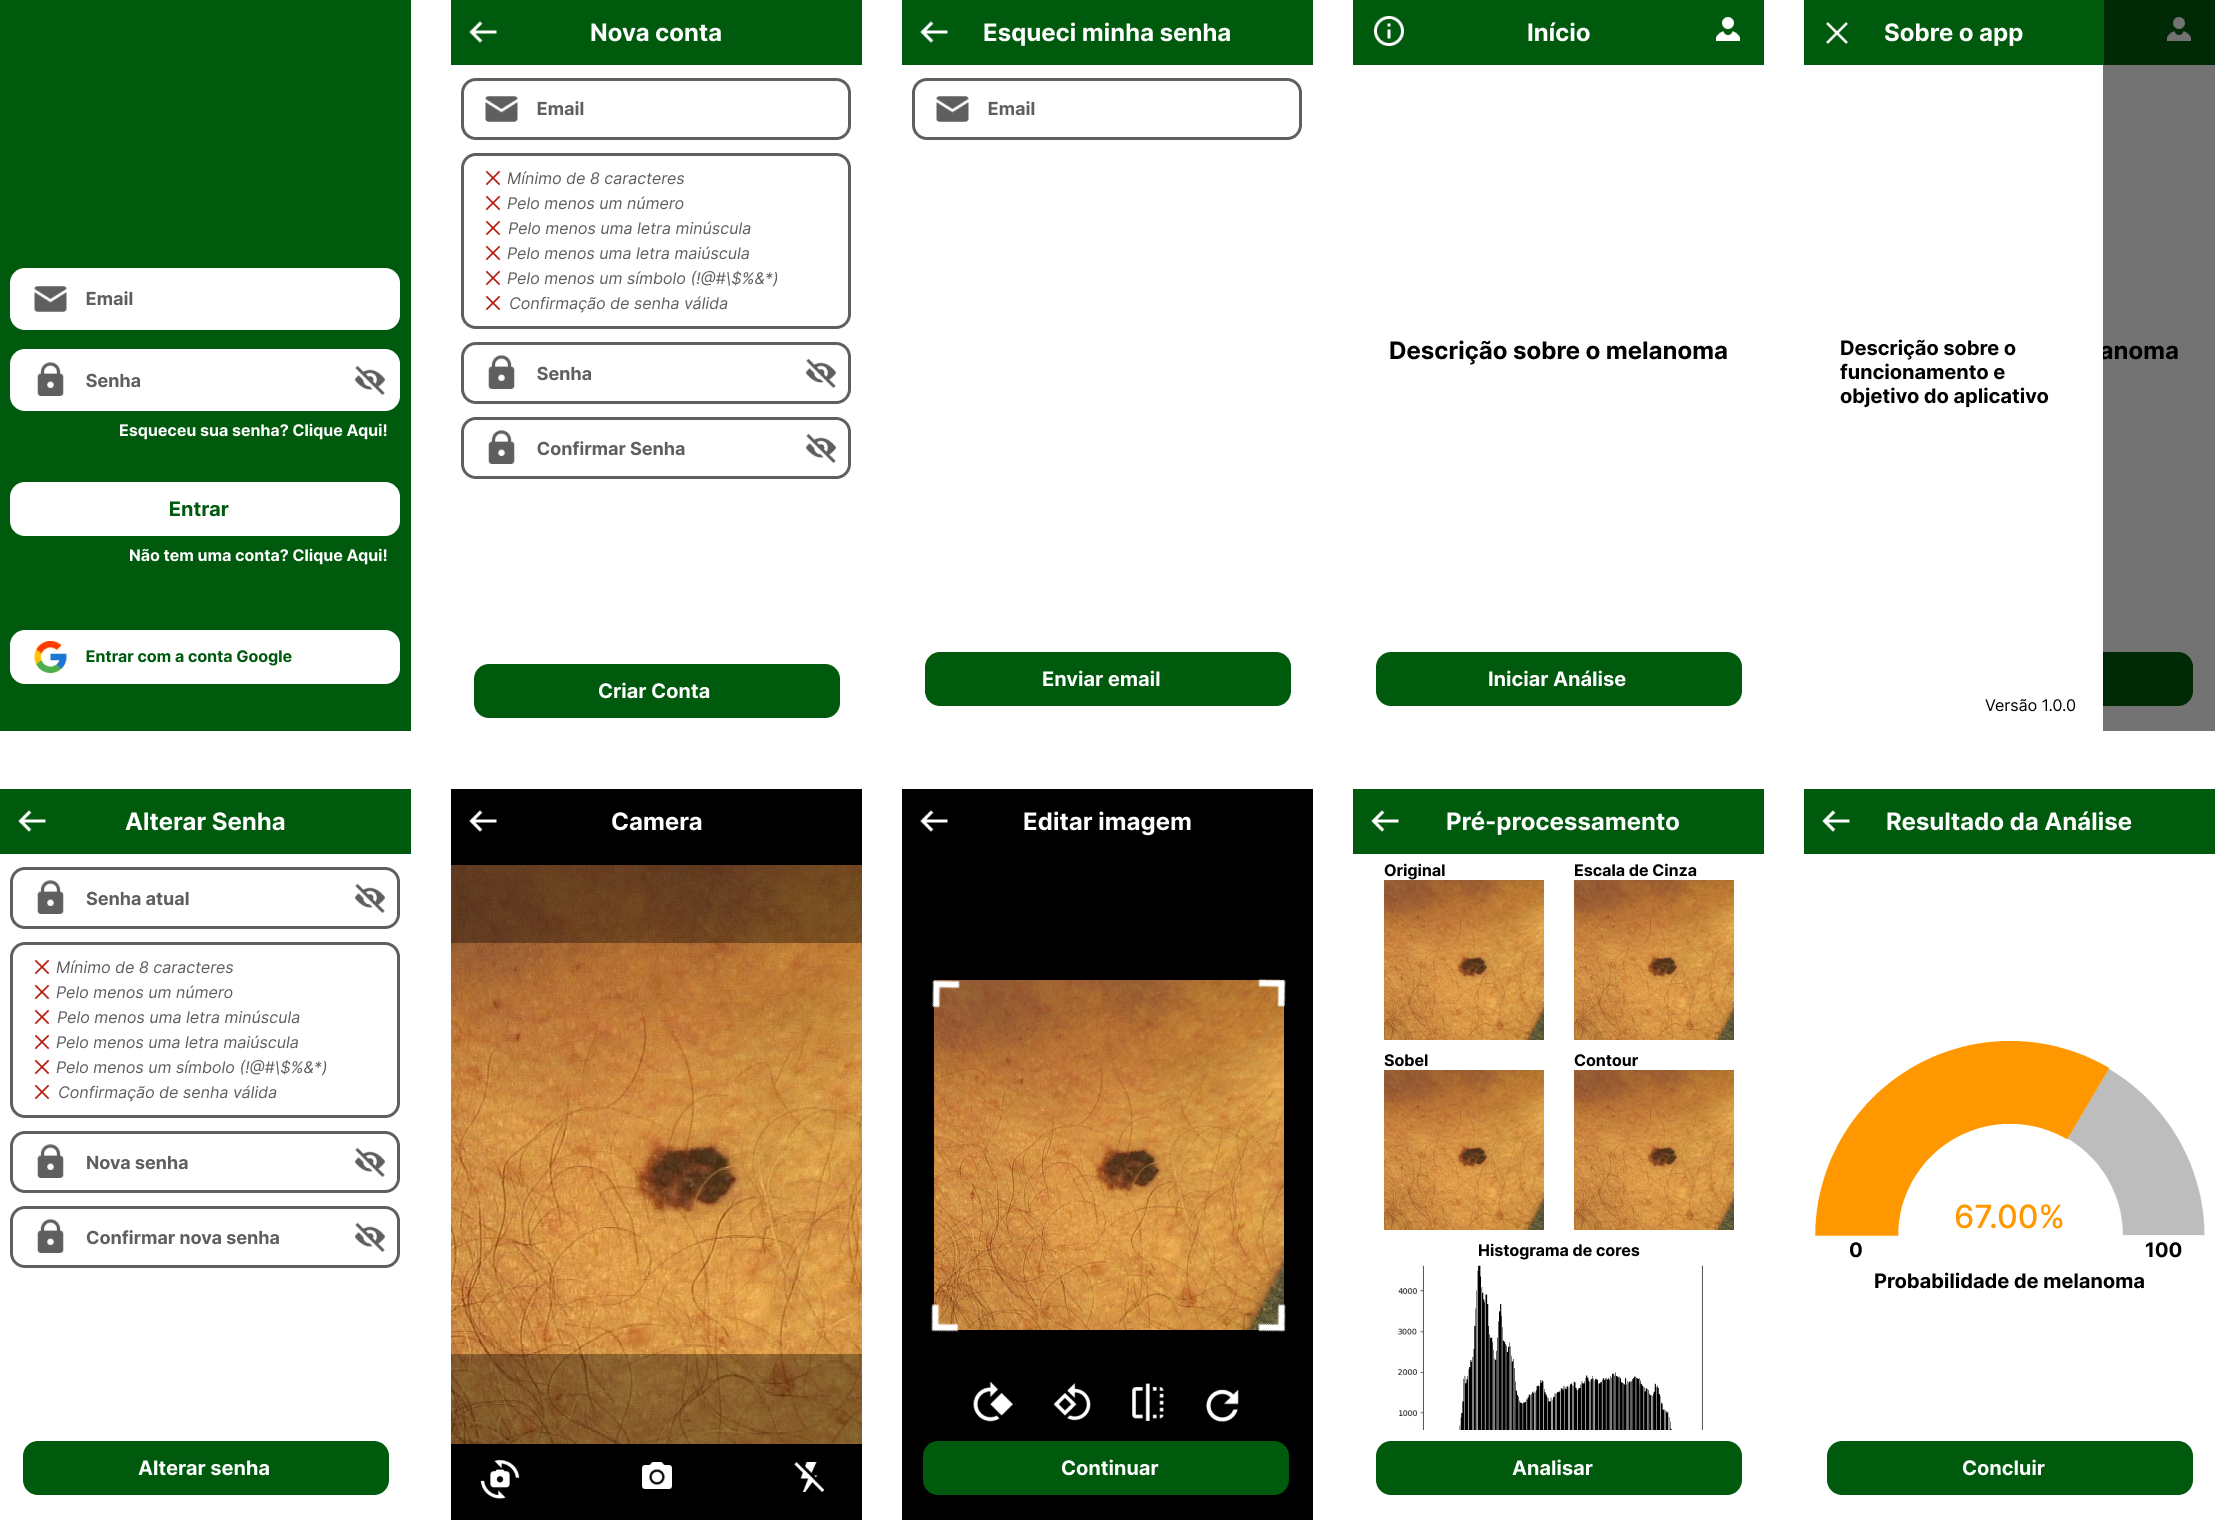 Email
Senha
Esqueceu sua senha? Clique Aqui!
Entrar
Não tem uma conta? Clique Aqui!
Entrar com a conta Google
Nova conta
Email
Mínimo de 8 caracteres
Pelo menos um número
Pelo menos uma letra minúscula
Pelo menos uma letra maiúscula
Pelo menos um símbolo (!@#\$%&*)
Confirmação de senha válida
Senha
Confirmar Senha
Criar Conta
Esqueci minha senha
Email
Enviar email
Início
Descrição sobre o melanoma
Iniciar Análise
Sobre o app
Descrição sobre o
funcionamento e
objetivo do aplicativo
anoma
Versão 1.0.0
Alterar Senha
Senha atual
Mínimo de 8 caracteres
Pelo menos um número
Pelo menos uma letra minúscula
Pelo menos uma letra maiúscula
Pelo menos um símbolo (!@#\$%&*)
Confirmação de senha válida
Nova senha
Confirmar nova senha
Alterar senha
Camera
Editar imagem
Continuar
Pré-processamento
Original
Escala de Cinza
Sobel
Contour
Histograma de cores
4000
3000
2000
1000
Analisar
Resultado da Análise
67.00%
0
100
Probabilidade de melanoma
Concluir